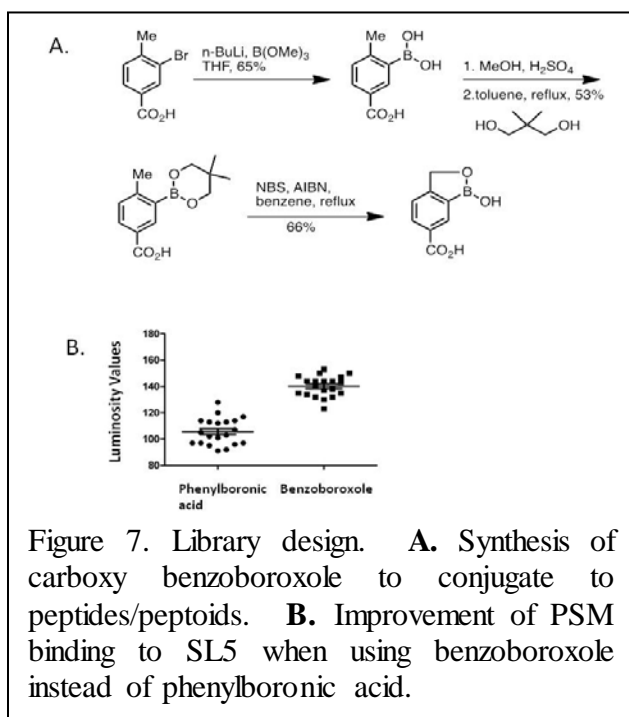 A.
Me
Br
CO₂H
n-BuLi, B(OMe)₃
THF, 65%
Me
OH
B
OH
CO₂H
1. MeOH, H₂SO₄
2.toluene, reflux, 53%
HO
OH
Me
O
B
O
CO₂H
NBS, AIBN,
benzene, reflux
66%
O
B
OH
CO₂H
B.
Luminosity Values
180
160
140
120
100
80
Phenylboronic
acid
Benzoboroxole
Figure 7. Library design. A. Synthesis of
carboxy benzoboroxole to conjugate to
peptides/peptoids. B. Improvement of PSM
binding to SL5 when using benzoboroxole
instead of phenylboronic acid.